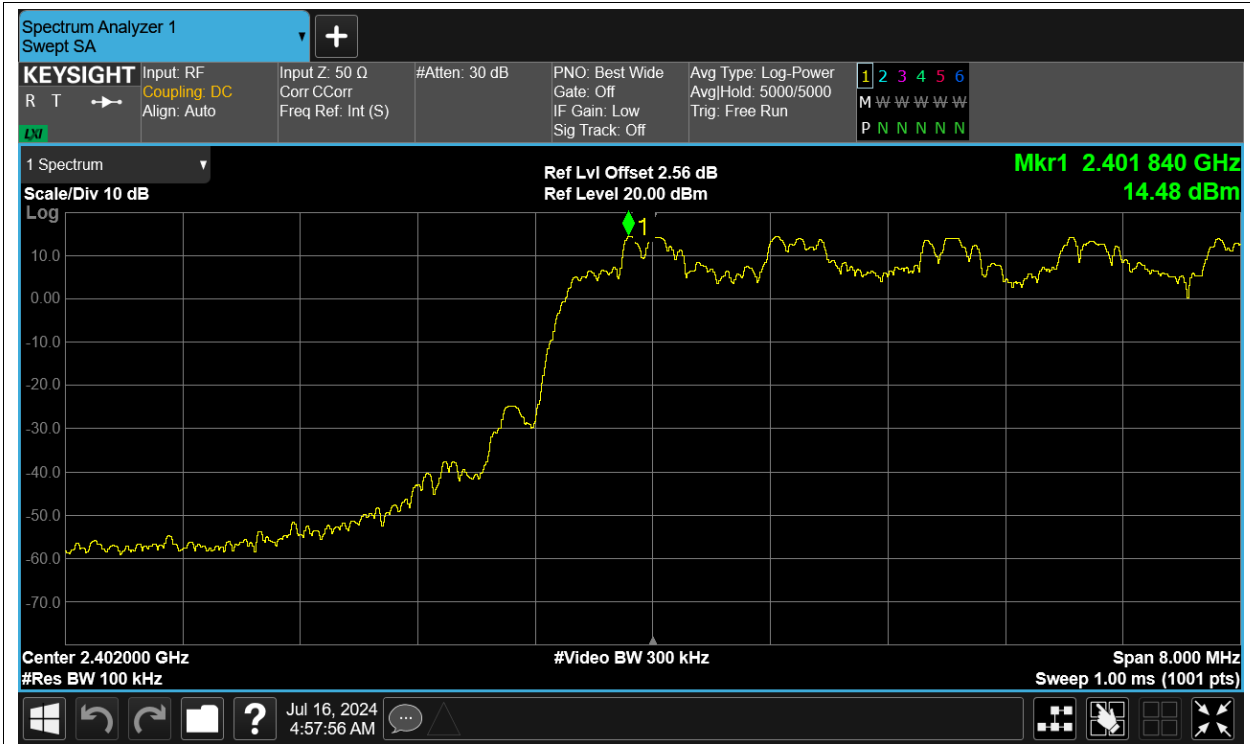 Spectrum Analyzer 1
Swept SA
KEYSIGHT
R T
LXI
Input: RF
Coupling: DC
Align: Auto
Input Z: 50 Ω
Corr CCorr
Freq Ref: Int (S)
#Atten: 30 dB
PNO: Best Wide
Gate: Off
IF Gain: Low
Sig Track: Off
Avg Type: Log-Power
Avg|Hold: 5000/5000
Trig: Free Run
1 2 3 4 5 6
M W W W W W
P N N N N N
1 Spectrum
Scale/Div 10 dB
Log
Ref Lvl Offset 2.56 dB
Ref Level 20.00 dBm
Mkr1 2.401 840 GHz
14.48 dBm
1
10.0
0.00
-10.0
-20.0
-30.0
-40.0
-50.0
-60.0
-70.0
Center 2.402000 GHz
#Video BW 300 kHz
Span 8.000 MHz
#Res BW 100 kHz
Sweep 1.00 ms (1001 pts)
?
Jul 16, 2024
4:57:56 AM